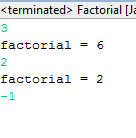 <terminated> Factorial [Ja
3
factorial = 6
2
factorial = 2
-1